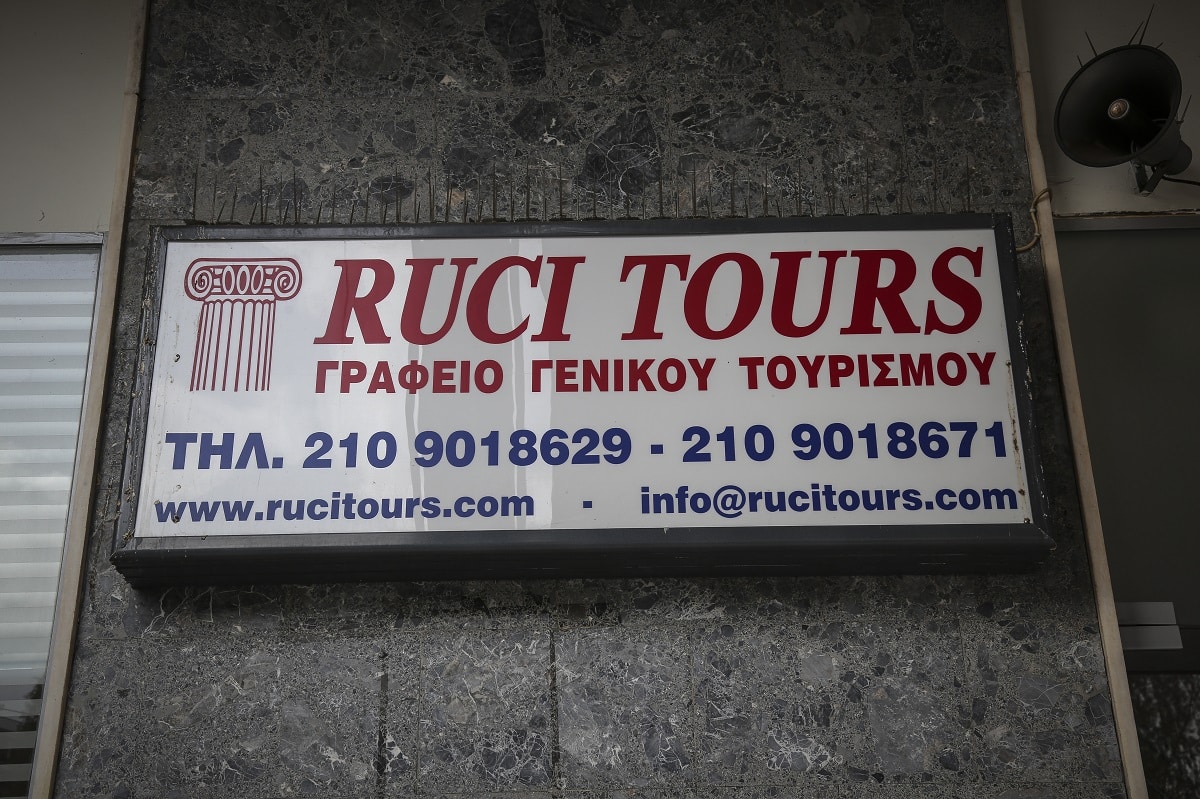 RUCI TOURS
ΓΡΑΦΕΙΟ ΓΕΝΙΚΟΥ ΤΟΥΡΙΣΜΟΥ
ΤΗΛ. 210 9018629 - 210 9018671
www.rucitours.com - info@rucitours.com